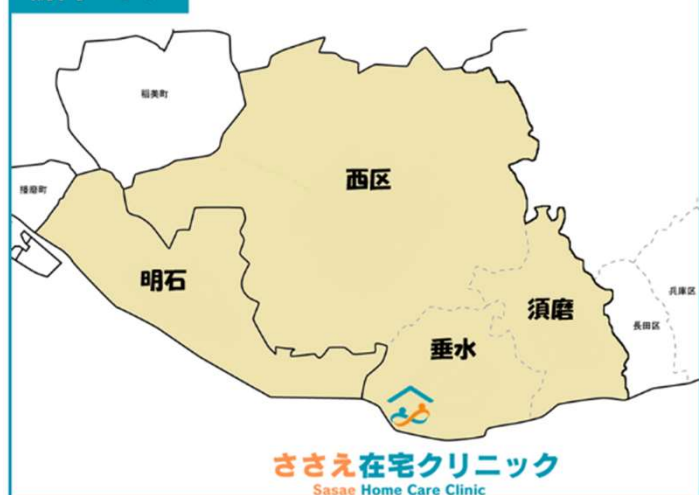 稲美町
播磨町
西区
明石
須磨
兵庫区
長田区
垂水
ささえ在宅クリニック
Sasae Home Care Clinic